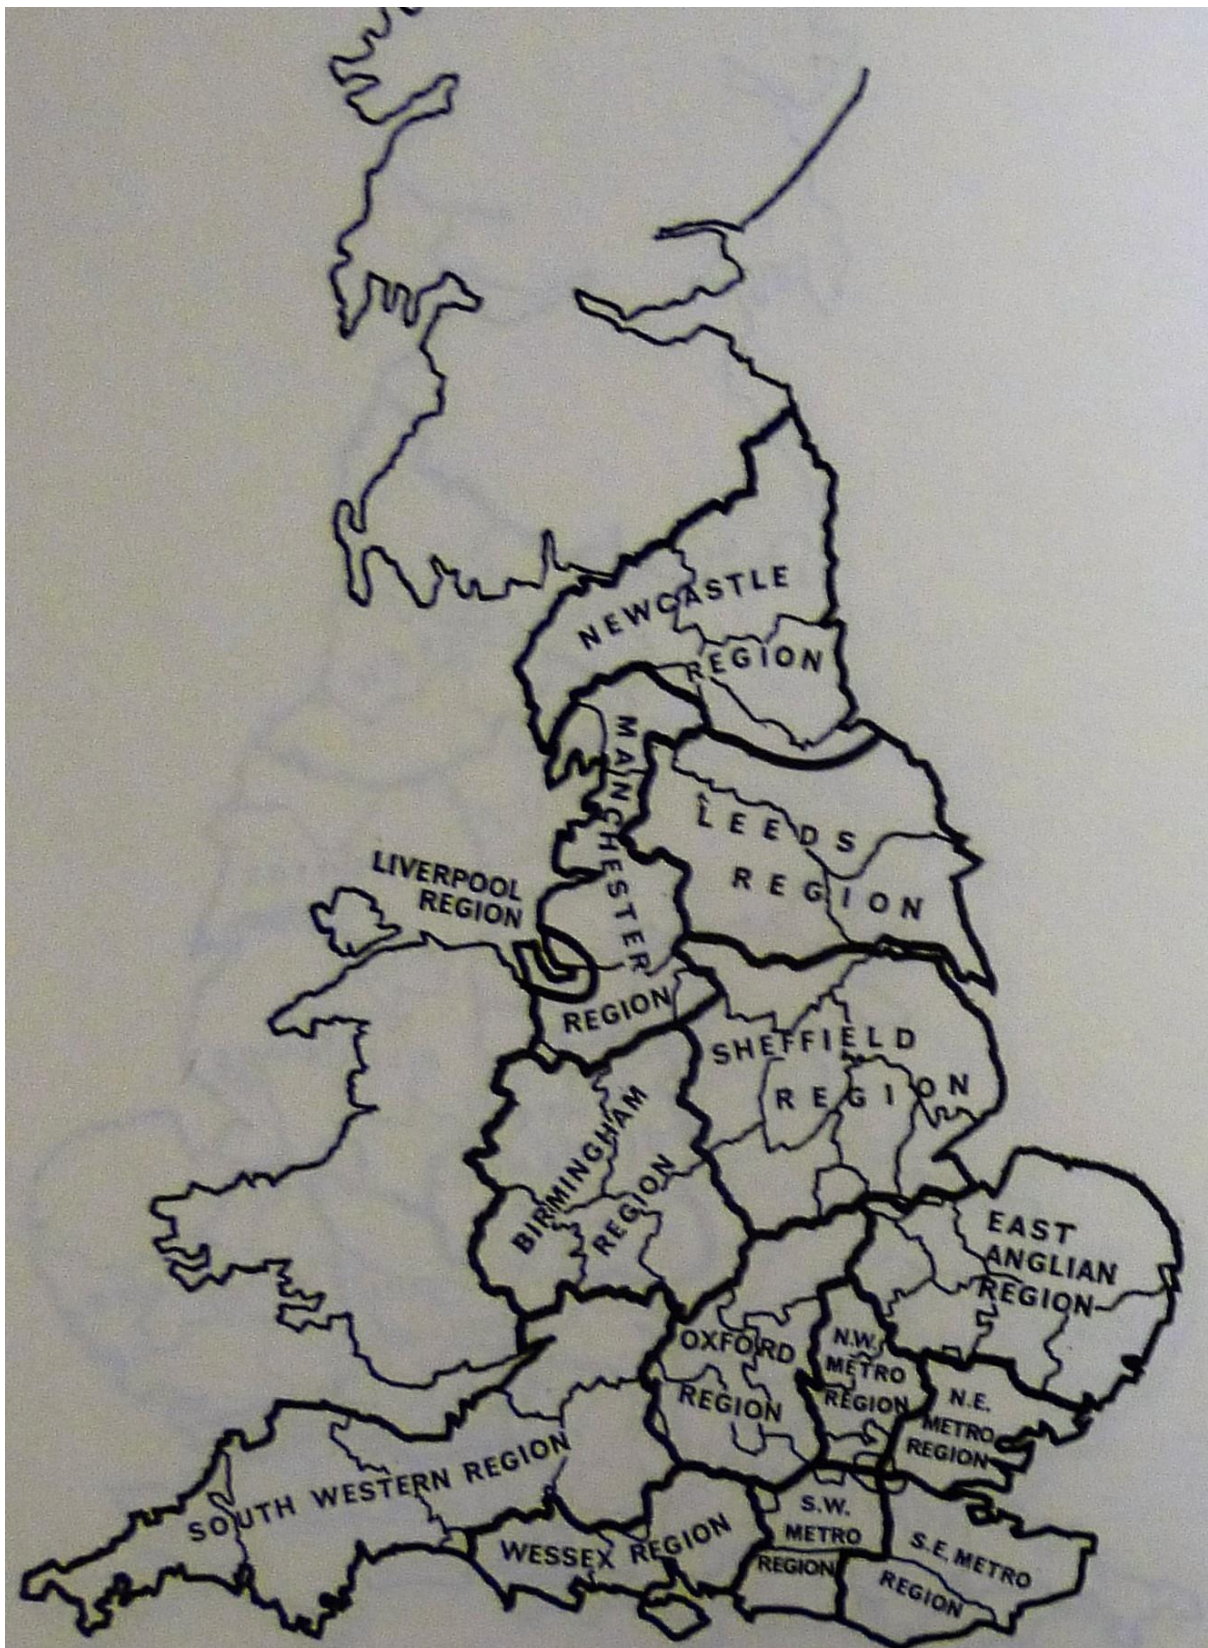 NEWCASTLE
REGION
MANCHESTER
REGION
LEEDS
REGION
LIVERPOOL
REGION
SHEFFIELD
REGION
BIRMINGHAM
REGION
EAST
ANGLIAN
REGION
OXFORD
REGION
N.W.
METRO
REGION
N.E.
METRO
REGION
SOUTH WESTERN REGION
WESSEX REGION
S.W.
METRO
REGION
S.E. METRO
REGION